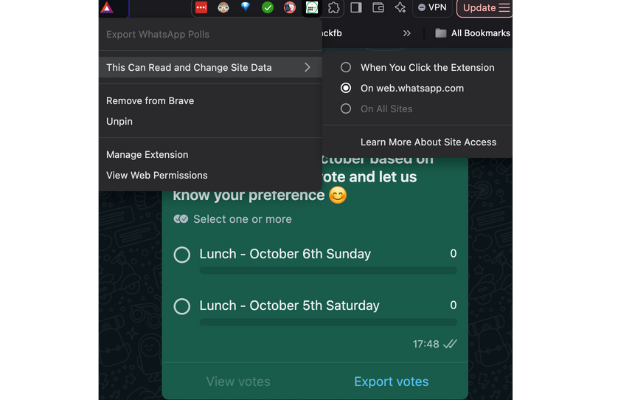 VPN
Update
ckfb
»
All Bookmarks
Export WhatsApp Polls
This Can Read and Change Site Data
Remove from Brave
Unpin
Manage Extension
View Web Permissions
When You Click the Extension
On web.whatsapp.com
On All Sites
Learn More About Site Access
ctober based on
ote and let us
know your preference 😊
Select one or more
Lunch - October 6th Sunday 0
Lunch - October 5th Saturday 0
17:48
View votes Export votes